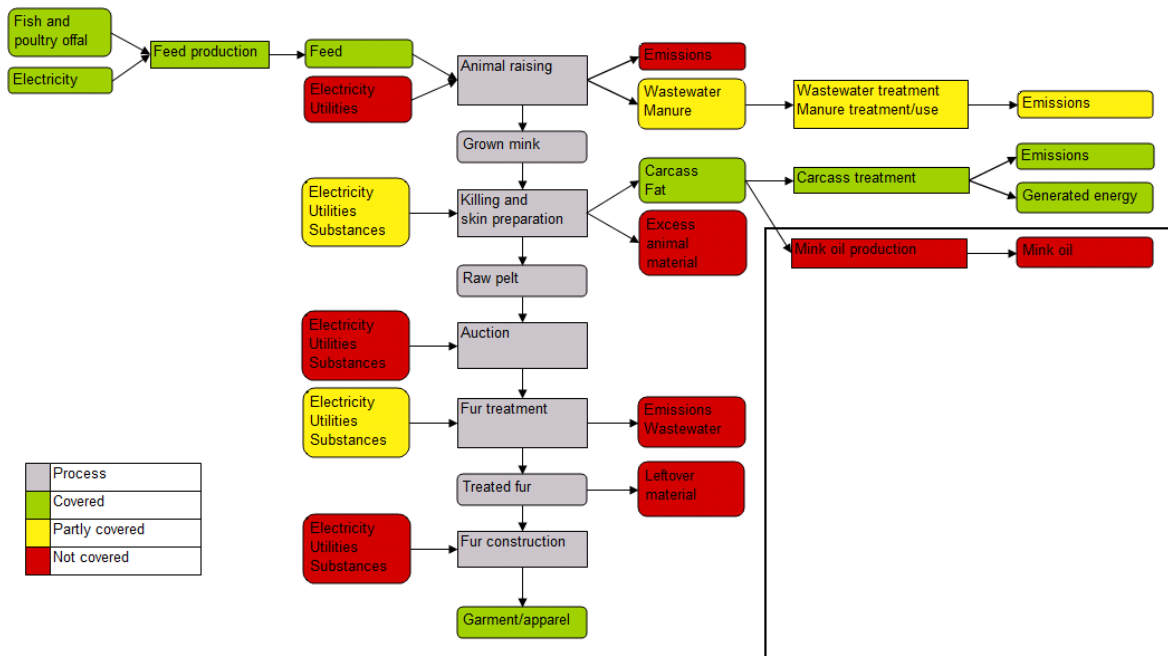 Fish and
poultry offal
Electricity
Feed production
Feed
Electricity
Utilities
Animal raising
Emissions
Wastewater
Manure
Wastewater treatment
Manure treatment/use
Emissions
Grown mink
Electricity
Utilities
Substances
Killing and
skin preparation
Carcass
Fat
Carcass treatment
Emissions
Generated energy
Excess
animal
material
Mink oil production
Mink oil
Raw pelt
Electricity
Utilities
Substances
Auction
Electricity
Utilities
Substances
Fur treatment
Emissions
Wastewater
Treated fur
Leftover
material
Electricity
Utilities
Substances
Fur construction
Garment/apparel
Process
Covered
Partly covered
Not covered